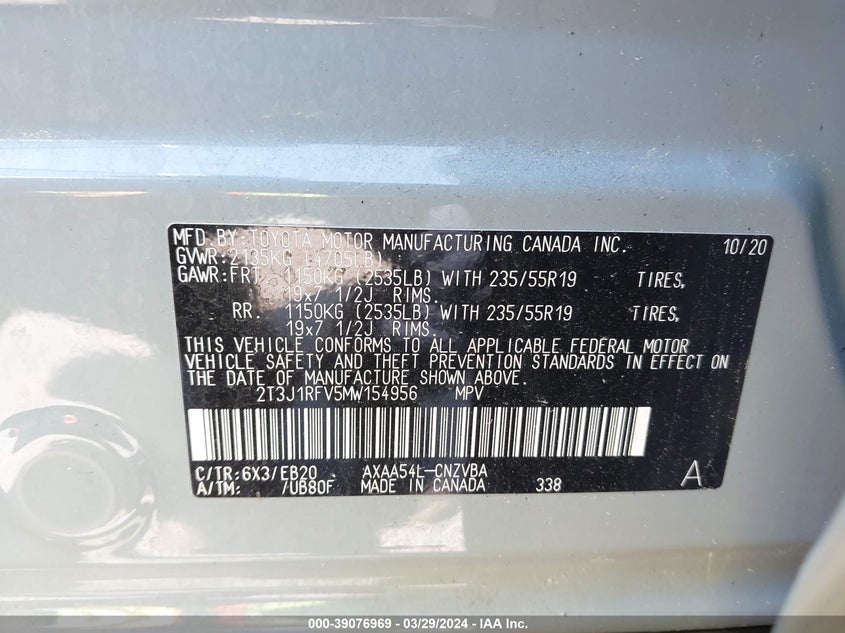 MFD BY:TOYOTA MOTOR MANUFACTURING CANADA INC. 10/20
GVWR:2135KG (4705LB)
GAWR:FRT 1150KG (2535LB) WITH 235/55R19 TIRES,
19x7 1/2J RIMS.
RR. 1150KG (2535LB) WITH 235/55R19 TIRES,
19x7 1/2J RIMS.
THIS VEHICLE CONFORMS TO ALL APPLICABLE FEDERAL MOTOR
VEHICLE SAFETY AND THEFT PREVENTION STANDARDS IN EFFECT ON
THE DATE OF MANUFACTURE SHOWN ABOVE.
2T3J1RFV5MW154956 MPV
C/TR:6X3/EB20 AXAA54L-CNZVBA
A/TM: /UB80F MADE IN CANADA 338 A
000-39076969 - 03/29/2024 - IAA Inc.